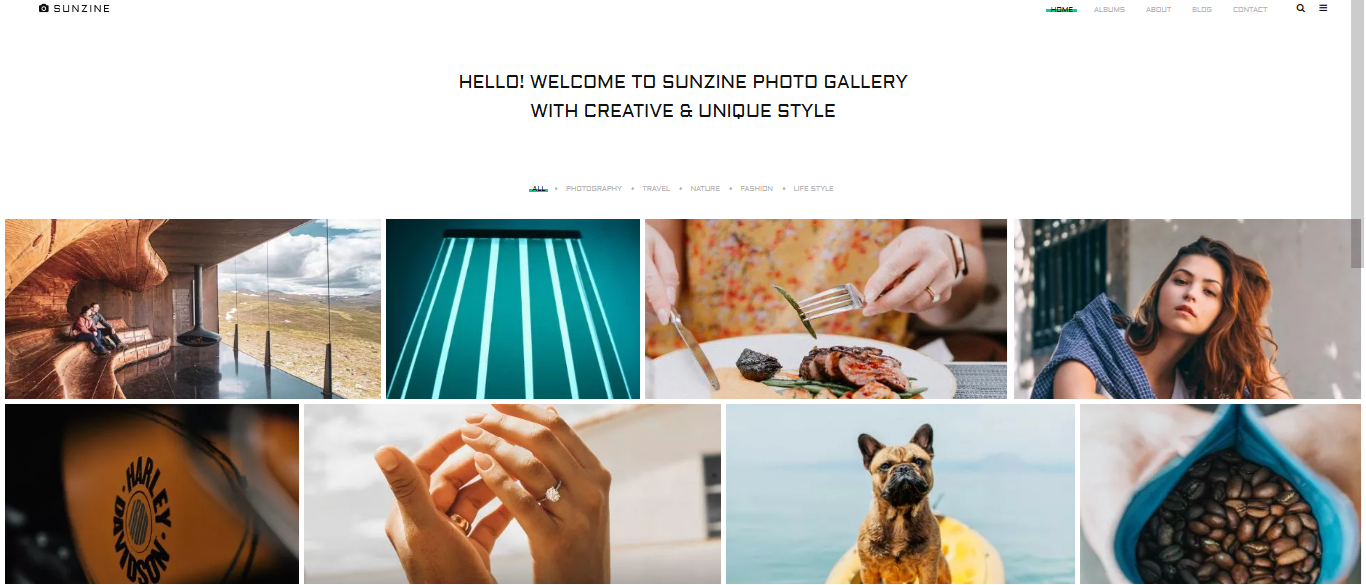 SUNZINE
HOME ALBUMS ABOUT BLOG CONTACT
HELLO! WELCOME TO SUNZINE PHOTO GALLERY
WITH CREATIVE & UNIQUE STYLE
ALL • PHOTOGRAPHY • TRAVEL • NATURE • FASHION • LIFE STYLE
HARLEY · DAVIDSON